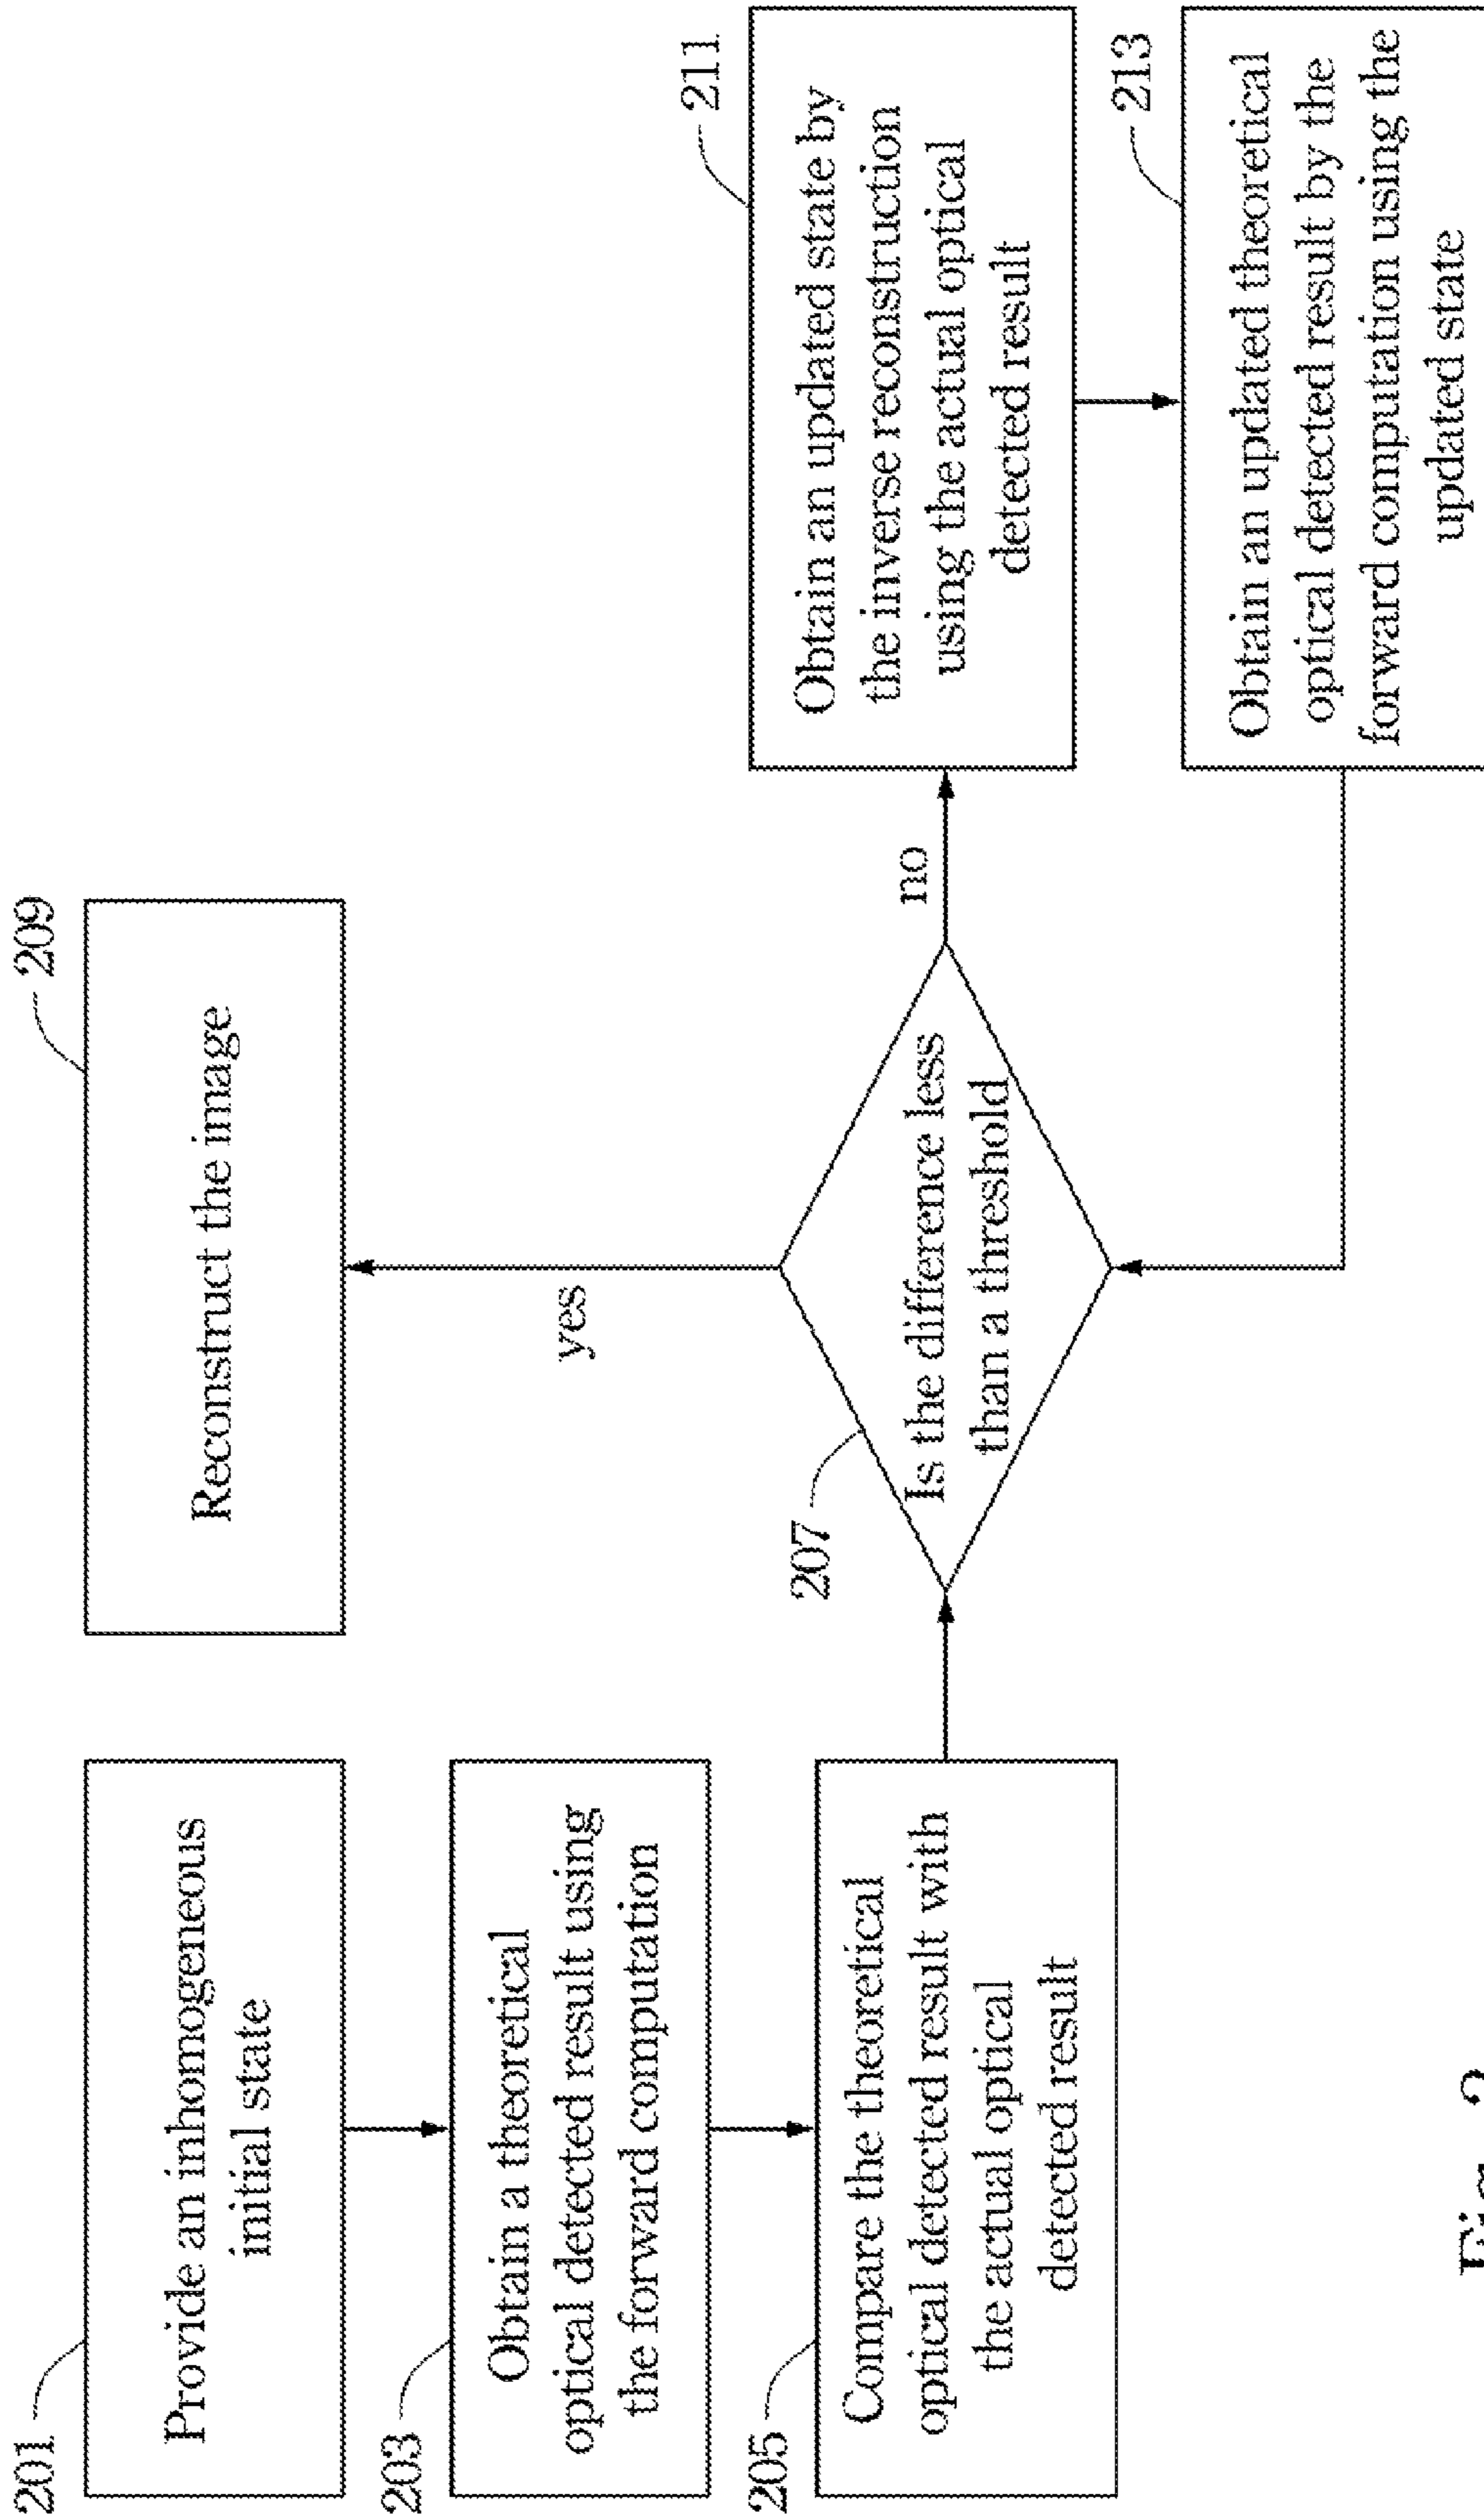 201
Provide an inhomogeneous
initial state
203
Obtain a theoretical
optical detected result using
the forward computation
205
Compare the theoretical
optical detected result with
the actual optical
detected result
207
Is the difference less
than a threshold
yes
209
Reconstruct the image
no
211
Obtain an updated state by
the inverse reconstruction
using the actual optical
detected result
213
Obtain an updated theoretical
optical detected result by the
forward computation using the
updated state